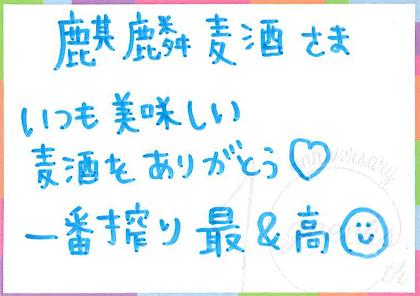 麒麟麦酒さま
いつも美味しい
麦酒をありがとう♡
一番搾り最&高☺
nniversary
th